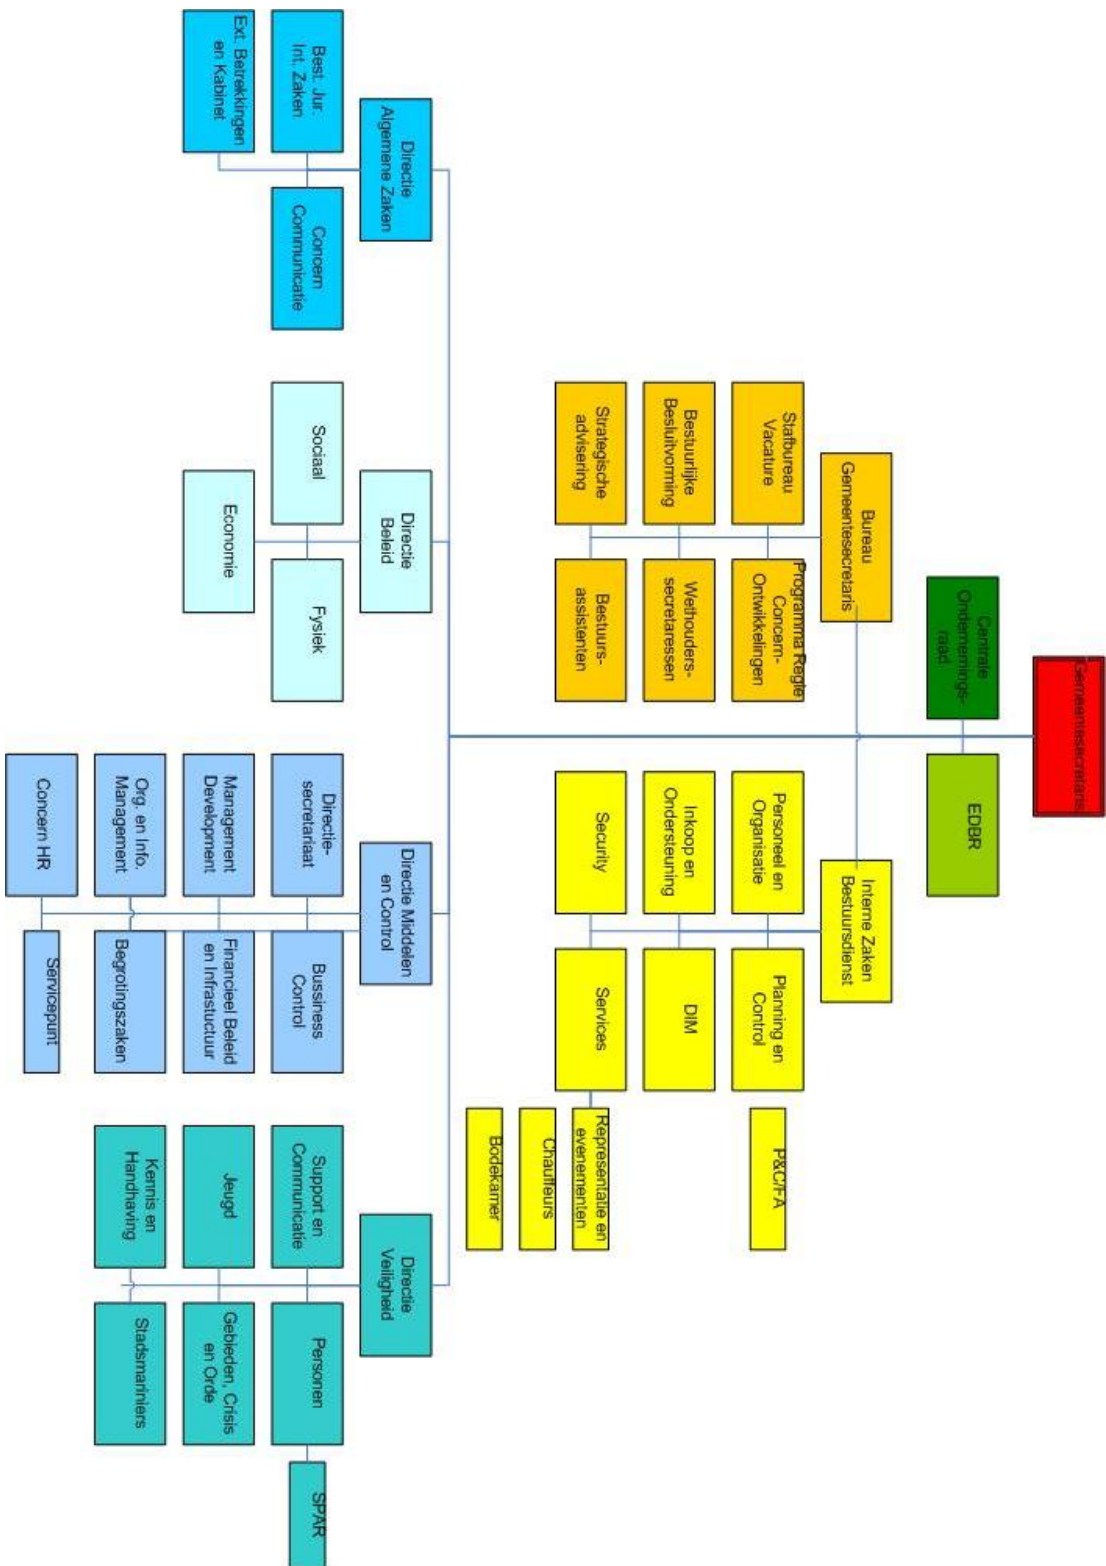 Gemeentesecretaris
Centrale
Ondernemings-
raad
EDBR
Bureau
Gemeentesecretaris
Interne Zaken
Bestuursdienst
Stafbureau
Vacature
Programma Regie
Concern-
Ontwikkelingen
Personeel en
Organisatie
Planning en
Control
P&C/FA
Bestuurlijke
Besluitvorming
Wethouders-
secretaressen
Inkoop en
Ondersteuning
DIM
Strategische
advisering
Bestuurs-
assistenten
Security
Services
Representatie en
evenementen
Chauffeurs
Bodekamer
Directie
Algemene Zaken
Directie
Beleid
Directie Middelen
en Control
Directie
Veiligheid
Best. Jur.
Int. Zaken
Concern
Communicatie
Sociaal
Fysiek
Directie-
secretariaat
Bussiness
Control
Support en
Communicatie
Personen
SPAR
Ext. Betrekkingen
en Kabinet
Economie
Management
Development
Financieel Beleid
en Infrastuctuur
Jeugd
Gebieden, Crisis
en Orde
Org. en Info.
Management
Begrotingszaken
Kennis en
Handhaving
Stadsmariniers
Concern HR
Servicepunt